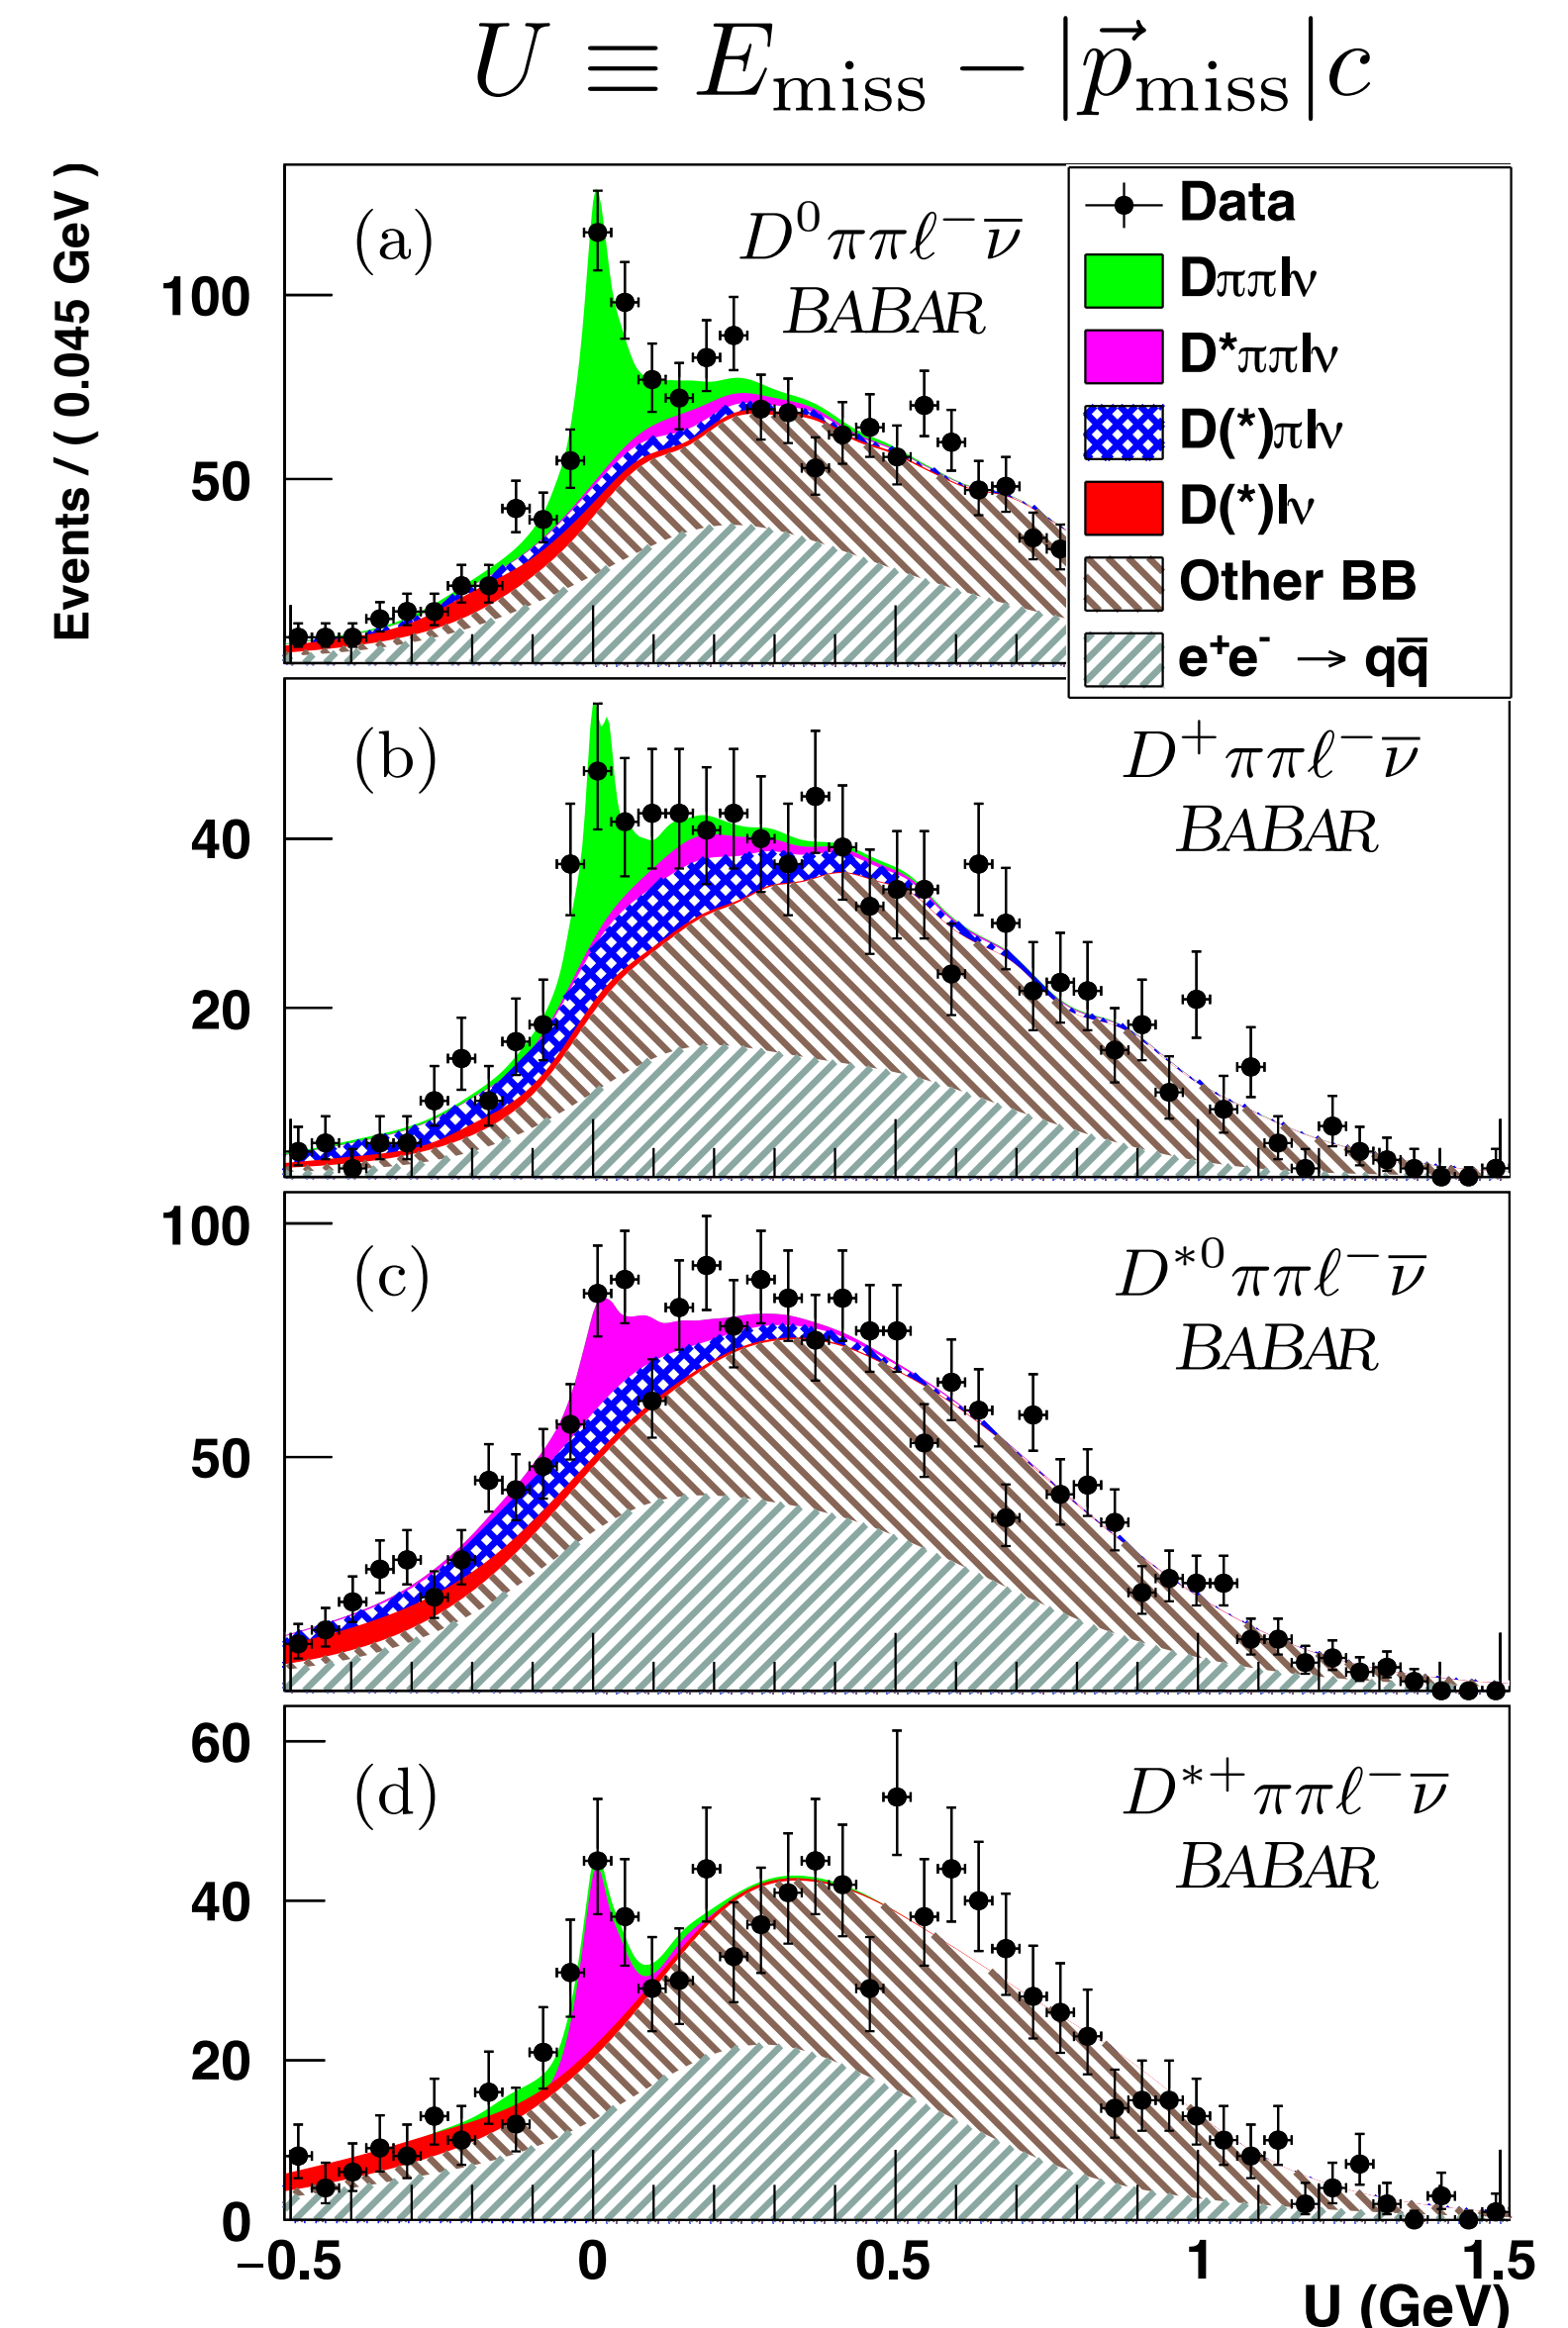 U ≡ E_miss − |p⃗_miss|c
Events / ( 0.045 GeV )
(a)
D⁰ππℓ⁻ν̅
BABAR
100
50
Data
Dππlν
D*ππlν
D(*)πlν
D(*)lν
Other BB
e⁺e⁻ → qq̅
(b)
D⁺ππℓ⁻ν̅
BABAR
40
20
(c)
D*⁰ππℓ⁻ν̅
BABAR
100
50
(d)
D*⁺ππℓ⁻ν̅
BABAR
60
40
20
0
−0.5 0 0.5 1 1.5
U (GeV)